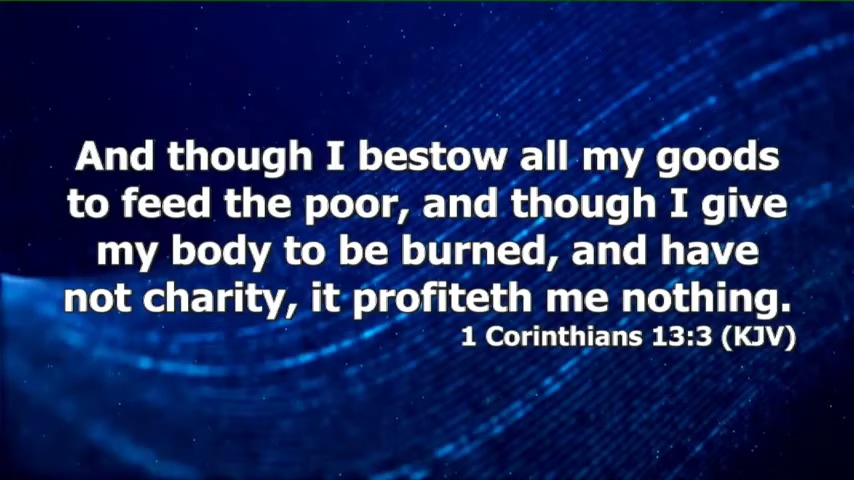 And though I bestow all my goods
to feed the poor, and though I give
my body to be burned, and have
not charity, it profiteth me nothing.
1 Corinthians 13:3 (KJV)